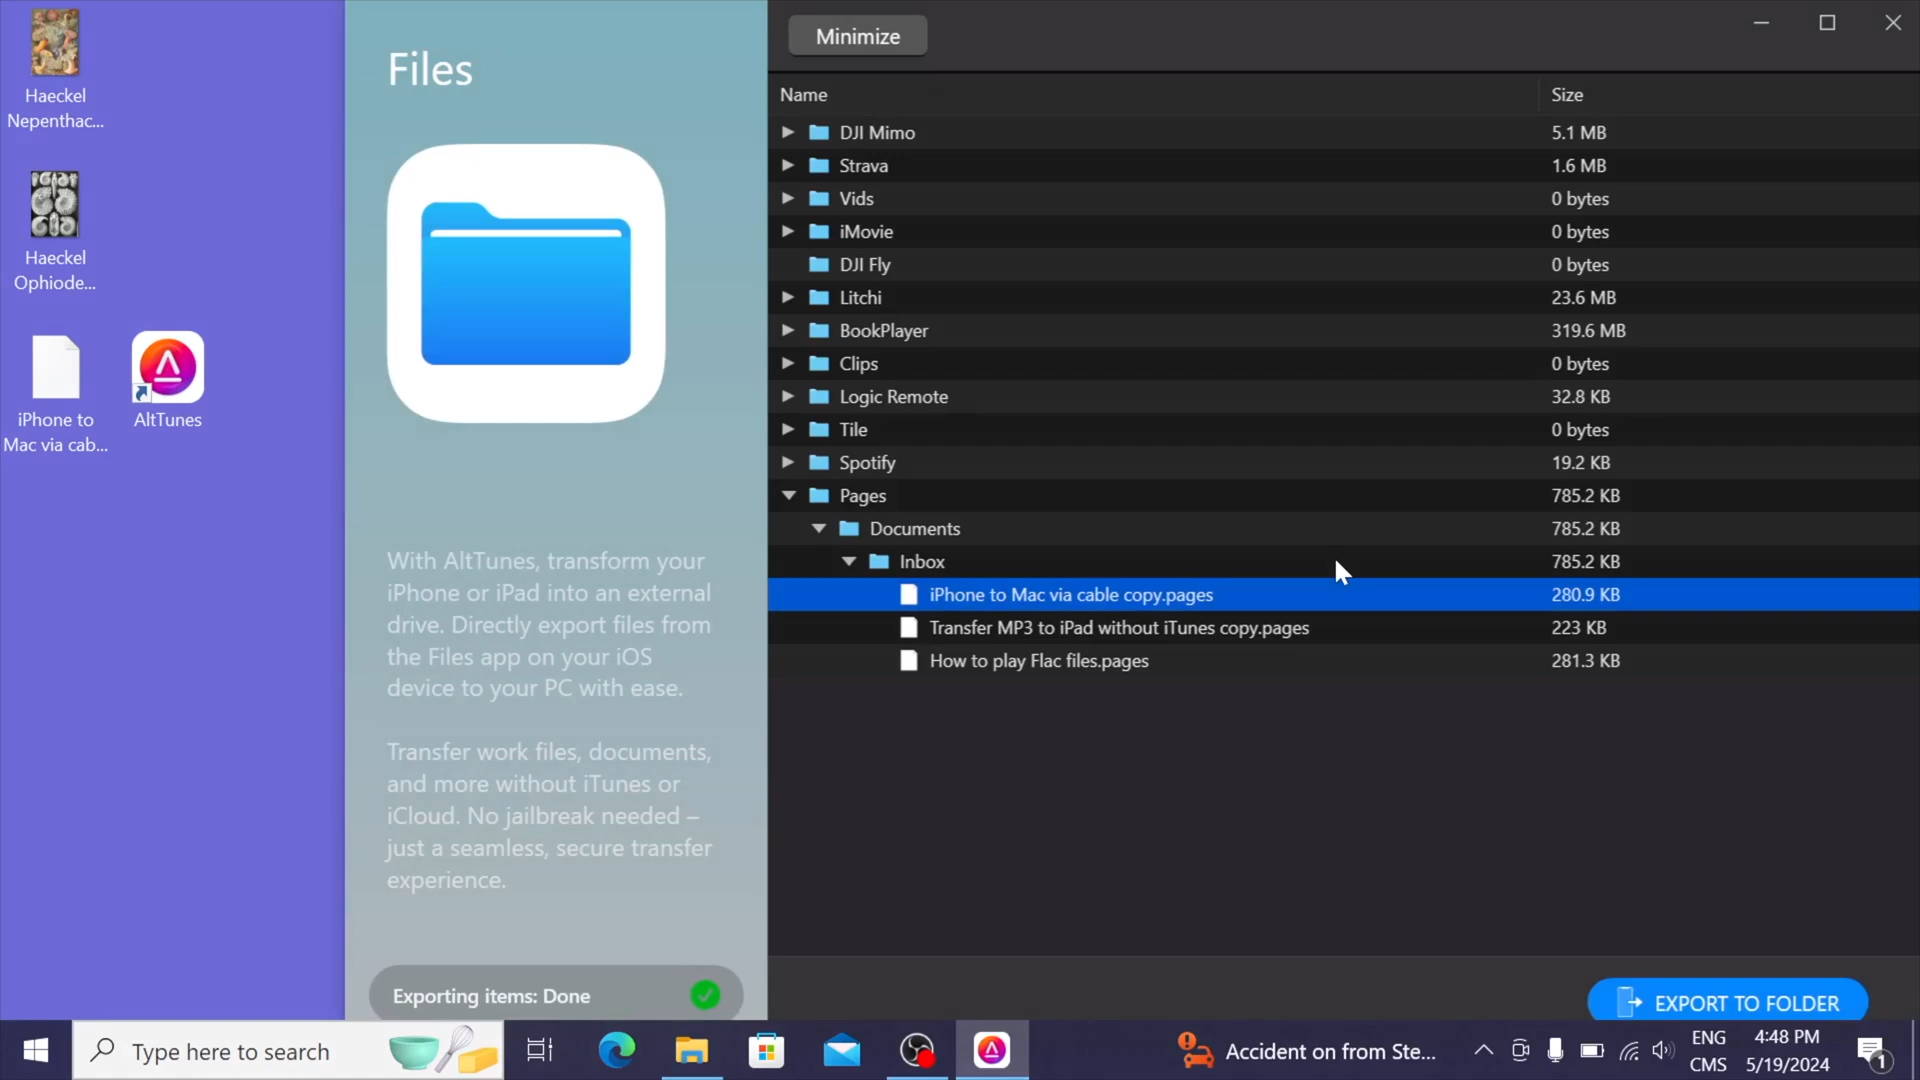 Haeckel
Nepenthac...
Haeckel
Ophiode...
iPhone to
Mac via cab...
AltTunes
Files
With AltTunes, transform your
iPhone or iPad into an external
drive. Directly export files from
the Files app on your iOS
device to your PC with ease.
Transfer work files, documents,
and more without iTunes or
iCloud. No jailbreak needed –
just a seamless, secure transfer
experience.
Exporting items: Done
Minimize
Name Size
DJI Mimo 5.1 MB
Strava 1.6 MB
Vids 0 bytes
iMovie 0 bytes
DJI Fly 0 bytes
Litchi 23.6 MB
BookPlayer 319.6 MB
Clips 0 bytes
Logic Remote 32.8 KB
Tile 0 bytes
Spotify 19.2 KB
Pages 785.2 KB
Documents 785.2 KB
Inbox 785.2 KB
iPhone to Mac via cable copy.pages 280.9 KB
Transfer MP3 to iPad without iTunes copy.pages 223 KB
How to play Flac files.pages 281.3 KB
EXPORT TO FOLDER
Type here to search
Accident on from Ste...
ENG
CMS
4:48 PM
5/19/2024
1